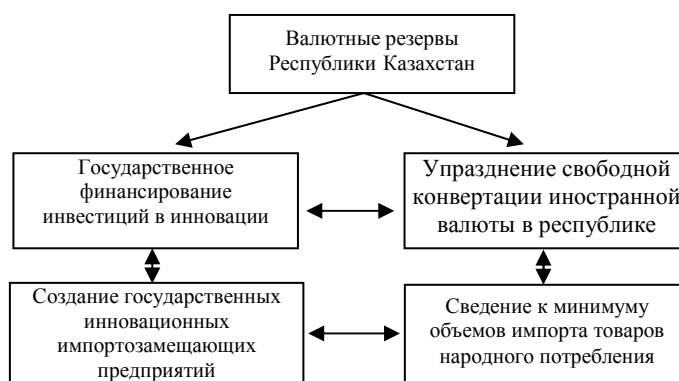 Валютные резервы
Республики Казахстан
Государственное
финансирование
инвестиций в инновации
Упразднение свободной
конвертации иностранной
валюты в республике
Создание государственных
инновационных
импортозамещающих
предприятий
Сведение к минимуму
объемов импорта товаров
народного потребления